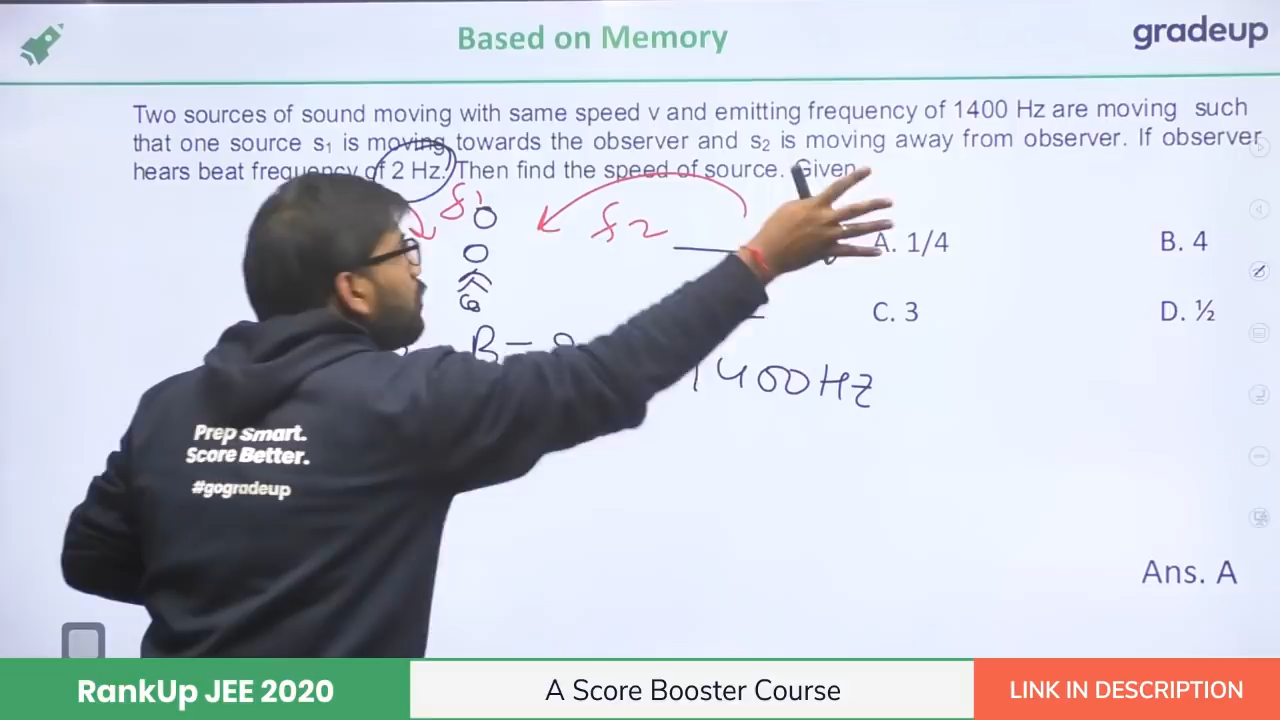 Based on Memory
gradeup
Two sources of sound moving with same speed v and emitting frequency of 1400 Hz are moving such
that one source s₁ is moving towards the observer and s₂ is moving away from observer. If observer
hears beat frequency of 2 Hz. Then find the speed of source. Given
f1
f2
A. 1/4
B. 4
C. 3
D. ½
B –
1400 Hz
Prep Smart.
Score Better.
#gogradeup
Ans. A
RankUp JEE 2020
A Score Booster Course
LINK IN DESCRIPTION